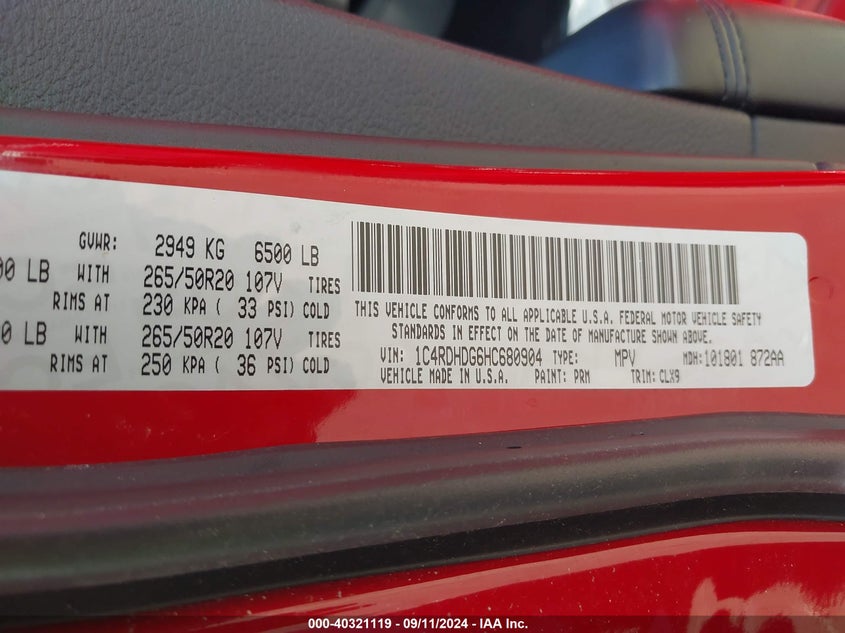 GVWR: 2949 KG 6500 LB
00 LB WITH 265/50R20 107V TIRES
RIMS AT 230 KPA ( 33 PSI) COLD
0 LB WITH 265/50R20 107V TIRES
RIMS AT 250 KPA ( 36 PSI) COLD
THIS VEHICLE CONFORMS TO ALL APPLICABLE U.S.A. FEDERAL MOTOR VEHICLE SAFETY
STANDARDS IN EFFECT ON THE DATE OF MANUFACTURE SHOWN ABOVE.
VIN: 1C4RDHDG6HC680904 TYPE: MPV MDH:101801 872AA
VEHICLE MADE IN U.S.A. PAINT: PRM TRIM: CLX9
000-40321119 - 09/11/2024 - IAA Inc.